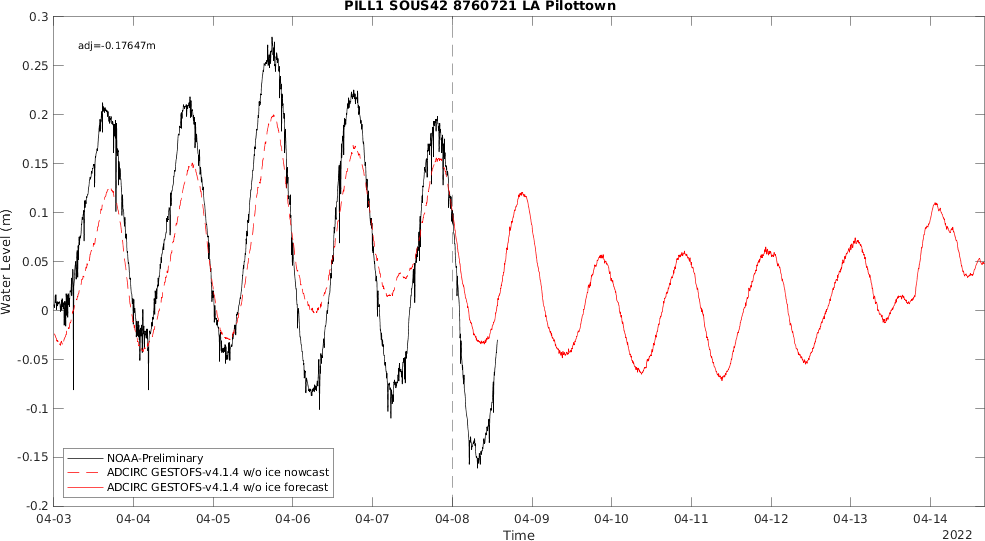 PILL1 SOUS42 8760721 LA Pilottown
adj=-0.17647m
0.3
0.25
0.2
0.15
0.1
0.05
0
-0.05
-0.1
-0.15
-0.2
Water Level (m)
NOAA-Preliminary
ADCIRC GESTOFS-v4.1.4 w/o ice nowcast
ADCIRC GESTOFS-v4.1.4 w/o ice forecast
04-03 04-04 04-05 04-06 04-07 04-08 04-09 04-10 04-11 04-12 04-13 04-14
Time
2022